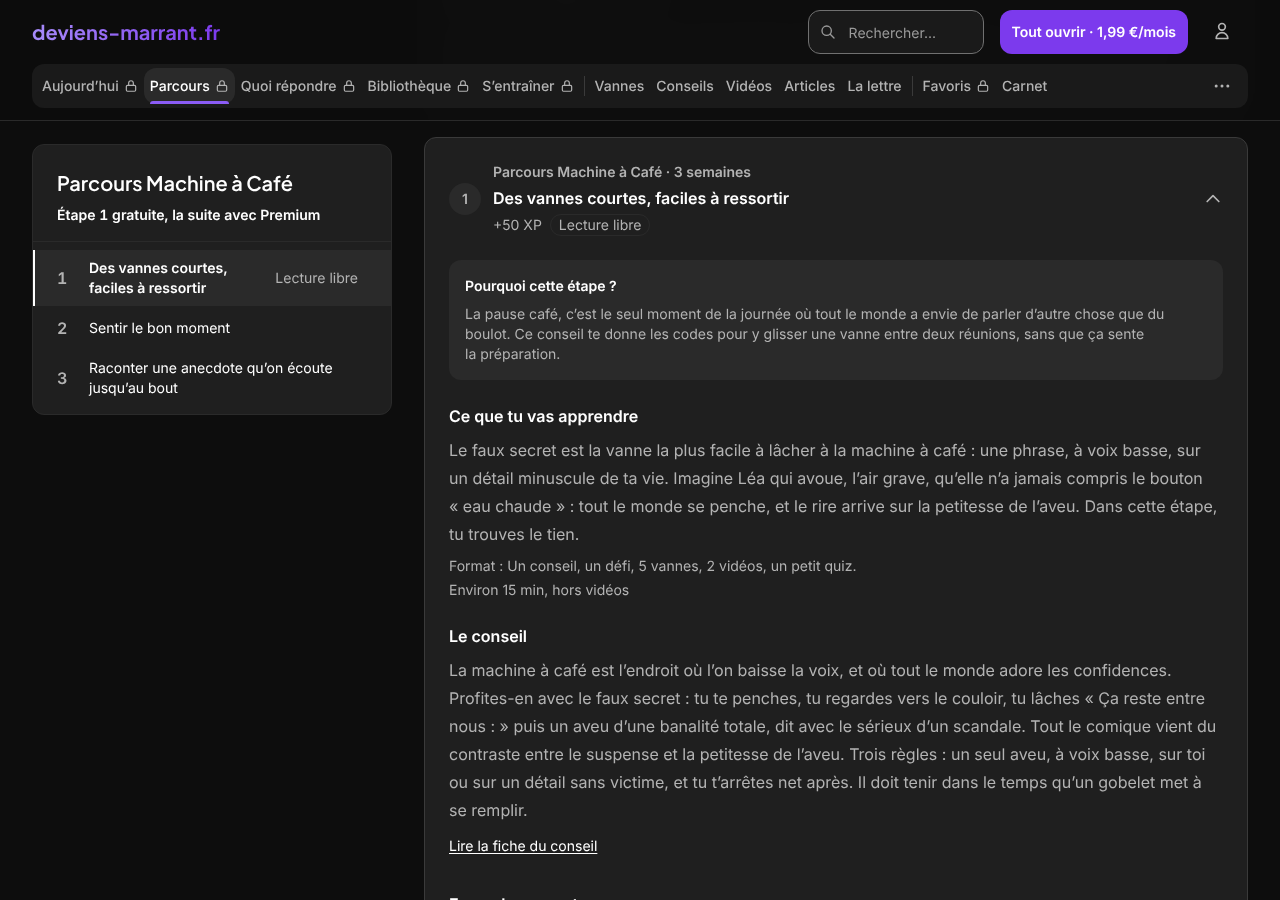 deviens-marrant.fr
Rechercher...
Tout ouvrir · 1,99 €/mois
Aujourd’hui
Parcours
Quoi répondre
Bibliothèque
S’entraîner
Vannes
Conseils
Vidéos
Articles
La lettre
Favoris
Carnet
Parcours Machine à Café
Étape 1 gratuite, la suite avec Premium
1
Des vannes courtes,
faciles à ressortir
Lecture libre
2
Sentir le bon moment
3
Raconter une anecdote qu’on écoute
jusqu’au bout
Parcours Machine à Café · 3 semaines
1
Des vannes courtes, faciles à ressortir
+50 XP
Lecture libre
Pourquoi cette étape ?
La pause café, c’est le seul moment de la journée où tout le monde a envie de parler d’autre chose que du
boulot. Ce conseil te donne les codes pour y glisser une vanne entre deux réunions, sans que ça sente
la préparation.
Ce que tu vas apprendre
Le faux secret est la vanne la plus facile à lâcher à la machine à café : une phrase, à voix basse, sur
un détail minuscule de ta vie. Imagine Léa qui avoue, l’air grave, qu’elle n’a jamais compris le bouton
« eau chaude » : tout le monde se penche, et le rire arrive sur la petitesse de l’aveu. Dans cette étape,
tu trouves le tien.
Format : Un conseil, un défi, 5 vannes, 2 vidéos, un petit quiz.
Environ 15 min, hors vidéos
Le conseil
La machine à café est l’endroit où l’on baisse la voix, et où tout le monde adore les confidences.
Profites-en avec le faux secret : tu te penches, tu regardes vers le couloir, tu lâches « Ça reste entre
nous : » puis un aveu d’une banalité totale, dit avec le sérieux d’un scandale. Tout le comique vient du
contraste entre le suspense et la petitesse de l’aveu. Trois règles : un seul aveu, à voix basse, sur toi
ou sur un détail sans victime, et tu t’arrêtes net après. Il doit tenir dans le temps qu’un gobelet met à
se remplir.
Lire la fiche du conseil